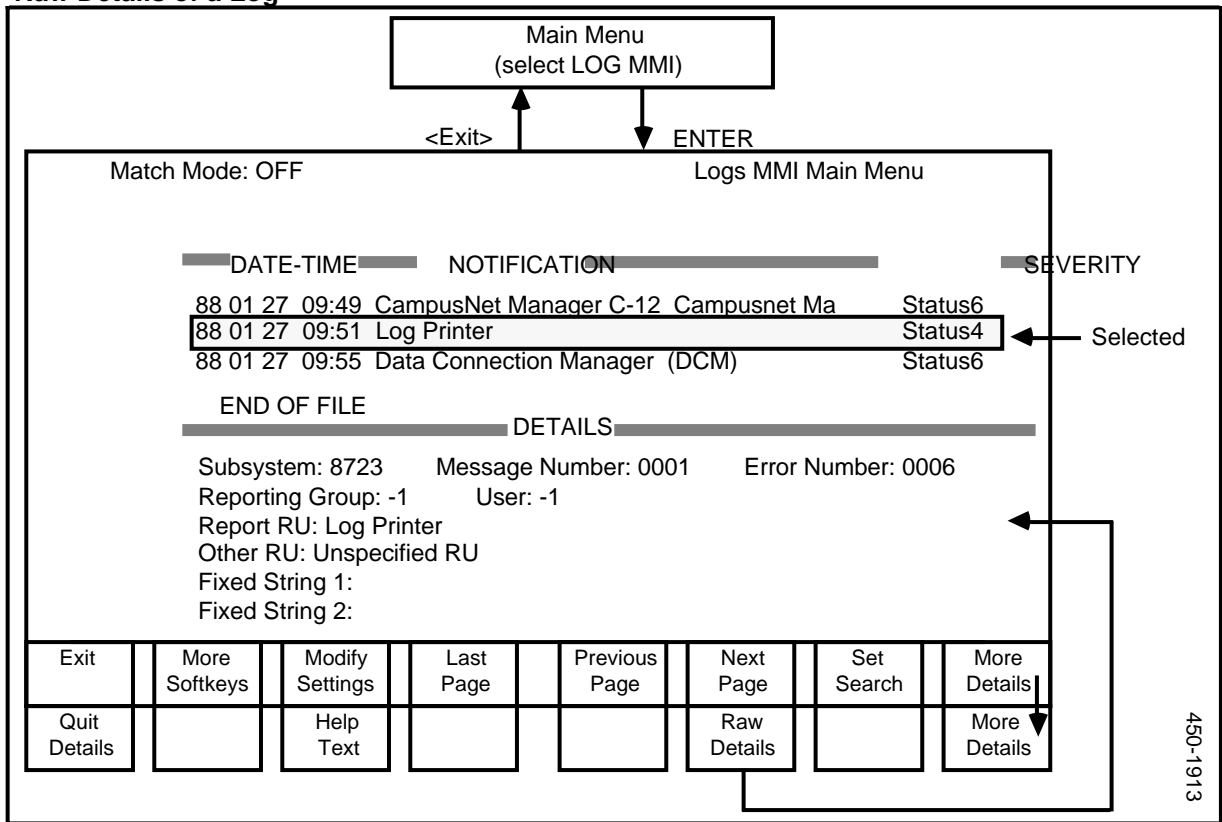 Raw Details of a Log
Main Menu
(select LOG MMI)
<Exit> ENTER
Match Mode: OFF Logs MMI Main Menu
DATE-TIME NOTIFICATION SEVERITY
88 01 27 09:49 CampusNet Manager C-12 Campusnet Ma Status6
88 01 27 09:51 Log Printer Status4
Selected
88 01 27 09:55 Data Connection Manager (DCM) Status6
END OF FILE
DETAILS
Subsystem: 8723 Message Number: 0001 Error Number: 0006
Reporting Group: -1 User: -1
Report RU: Log Printer
Other RU: Unspecified RU
Fixed String 1:
Fixed String 2:
Exit
More
Softkeys
Modify
Settings
Last
Page
Previous
Page
Next
Page
Set
Search
More
Details
Quit
Details
Help
Text
Raw
Details
More
Details
450-1913